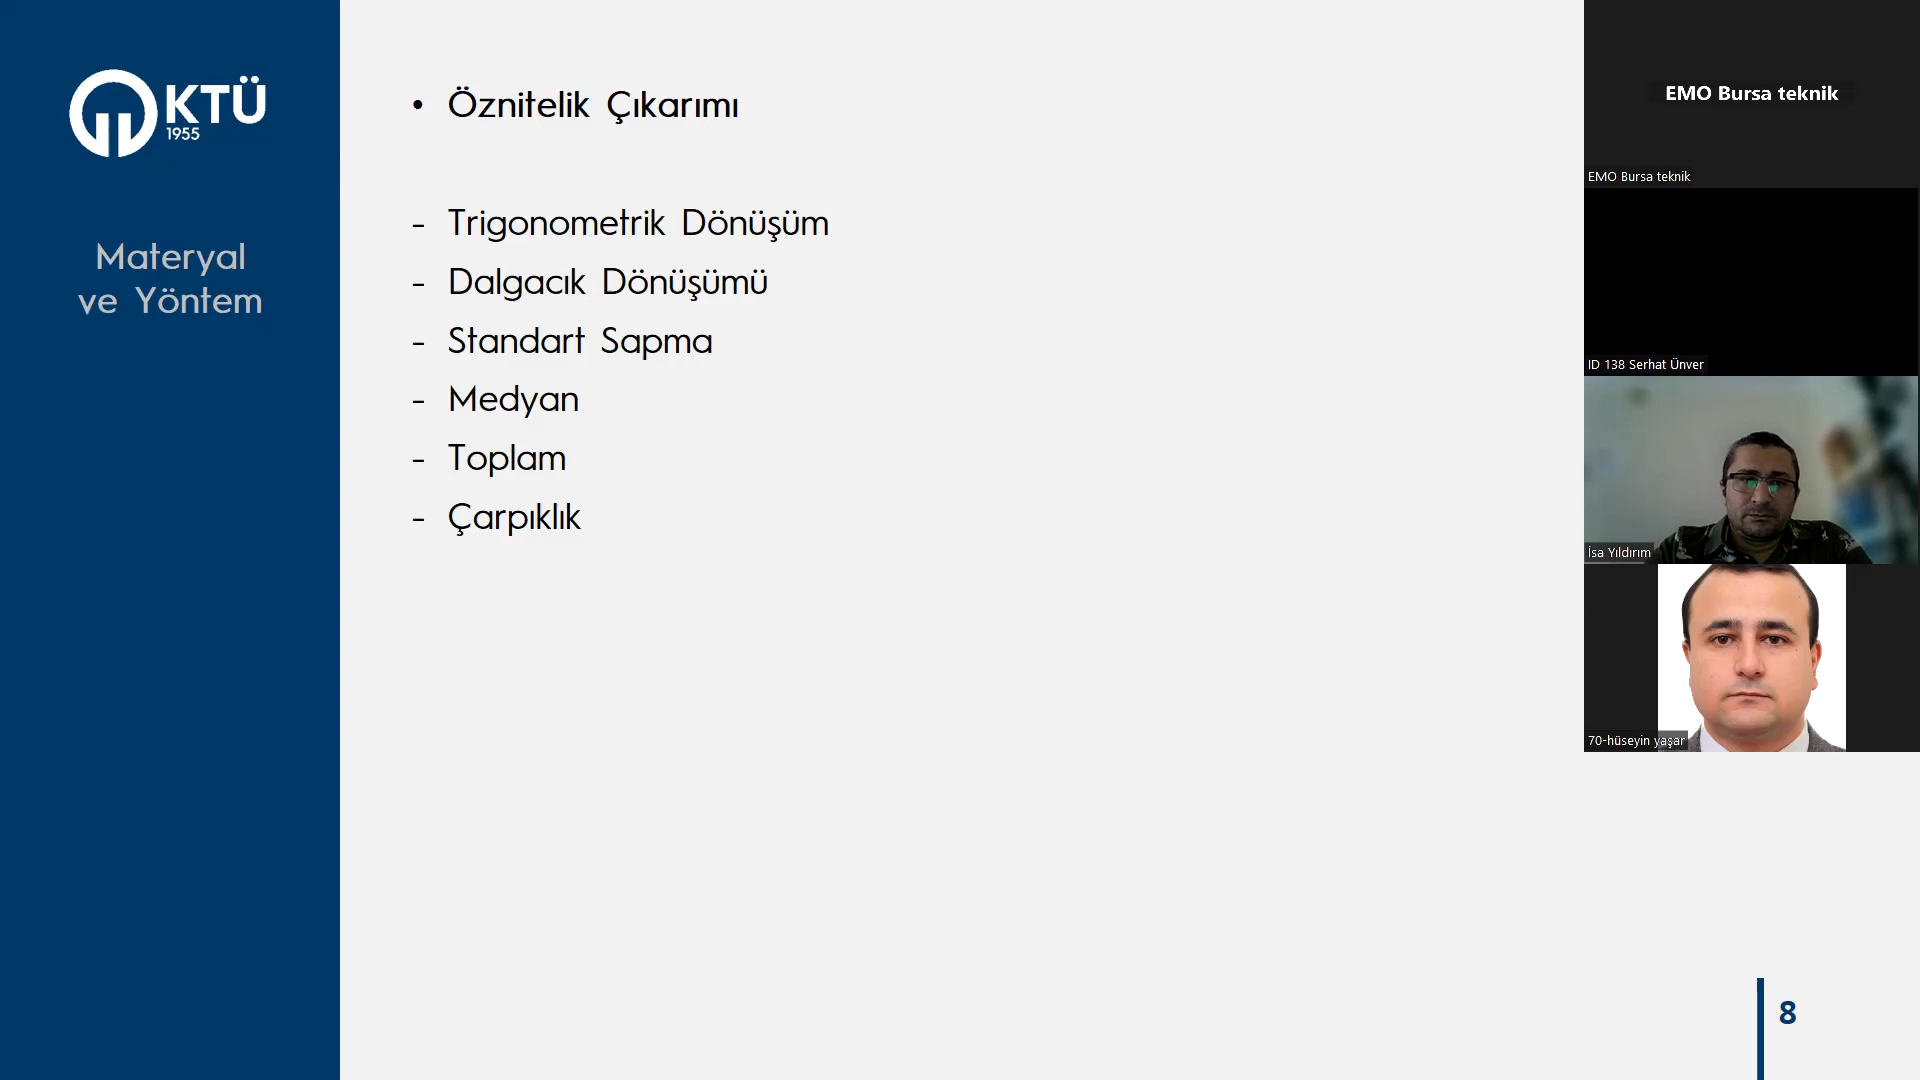 KTÜ
1955
Materyal
ve Yöntem
• Öznitelik Çıkarımı
- Trigonometrik Dönüşüm
- Dalgacık Dönüşümü
- Standart Sapma
- Medyan
- Toplam
- Çarpıklık
8
EMO Bursa teknik
EMO Bursa teknik
ID 138 Serhat Ünver
İsa Yıldırım
70-hüseyin yaşar